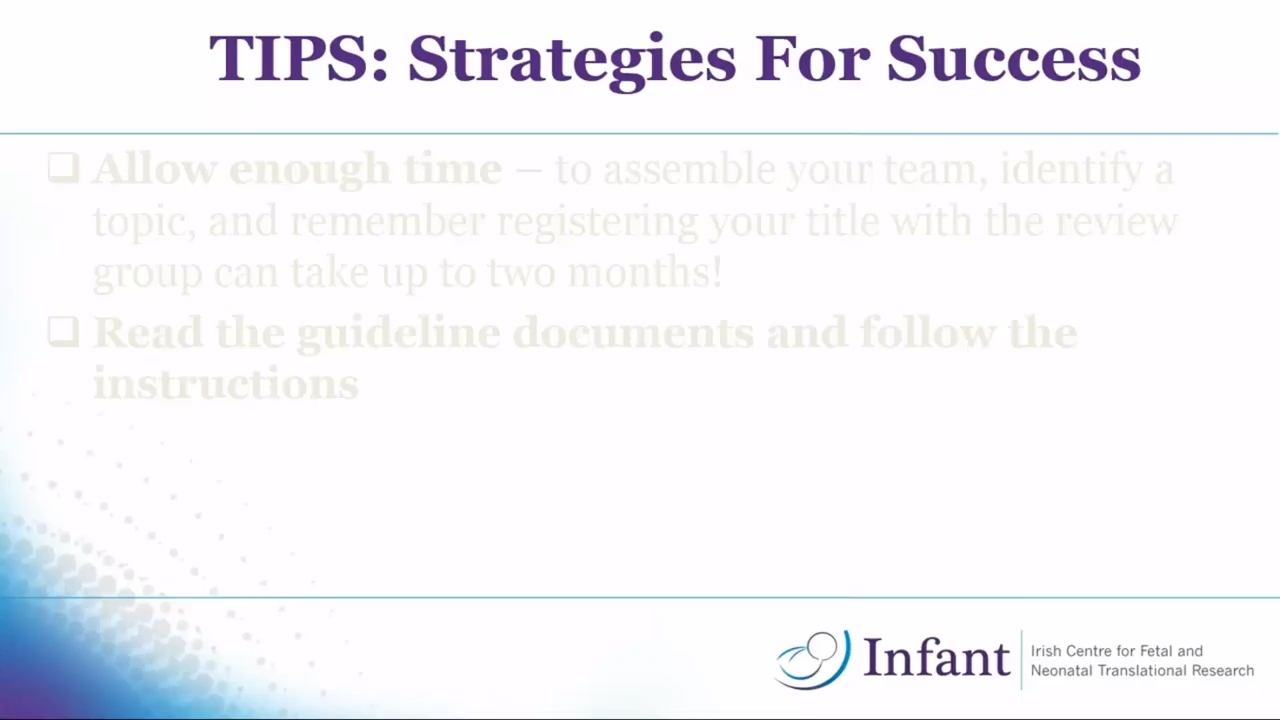 TIPS: Strategies For Success
❑ Allow enough time – to assemble your team, identify a
topic, and remember registering your title with the review
group can take up to two months!
❑ Read the guideline documents and follow the
instructions
Infant
Irish Centre for Fetal and
Neonatal Translational Research